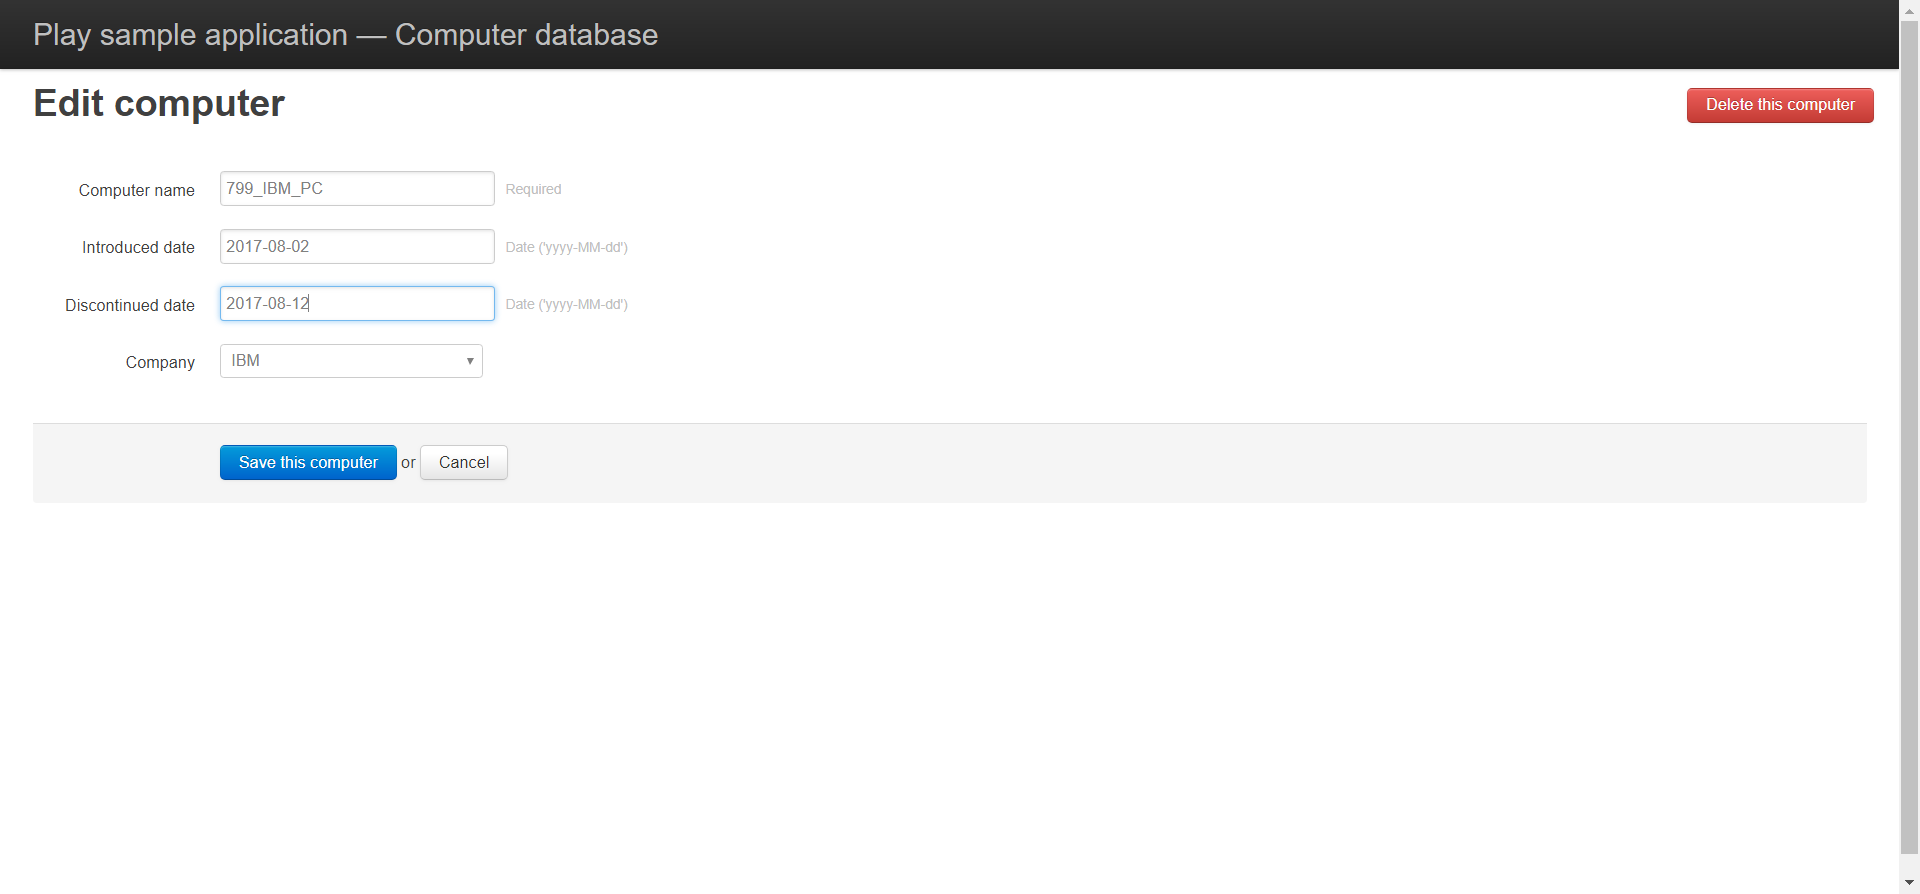 Play sample application — Computer database
Edit computer
Delete this computer
Computer name 799_IBM_PC Required
Introduced date 2017-08-02 Date ('yyyy-MM-dd')
Discontinued date 2017-08-12 Date ('yyyy-MM-dd')
Company IBM
Save this computer or Cancel